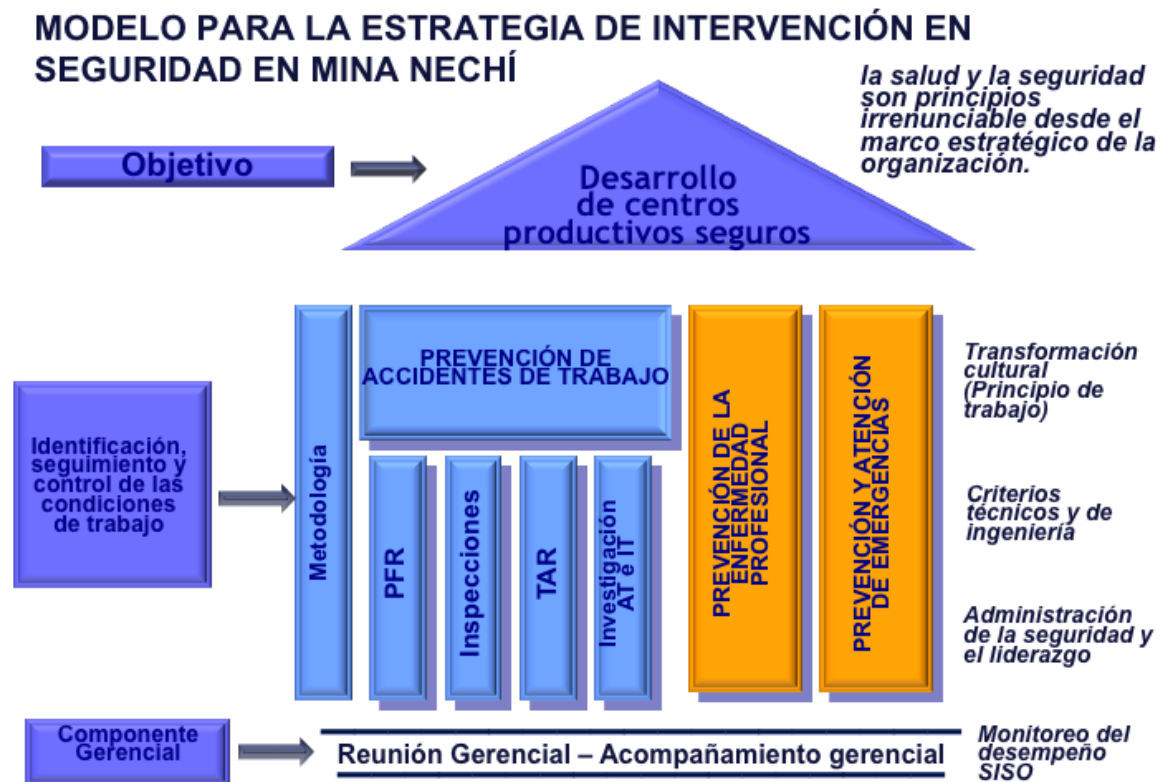 MODELO PARA LA ESTRATEGIA DE INTERVENCIÓN EN
SEGURIDAD EN MINA NECHÍ
la salud y la seguridad
son principios
irrenunciable desde el
marco estratégico de la
organización.
Objetivo
Desarrollo
de centros
productivos seguros
Identificación,
seguimiento y
control de las
condiciones
de trabajo
Metodología
PREVENCIÓN DE
ACCIDENTES DE TRABAJO
PFR
Inspecciones
TAR
Investigación
AT e IT
PREVENCIÓN DE LA
ENFERMEDAD
PROFESIONAL
PREVENCIÓN Y ATENCIÓN
DE EMERGENCIAS
Transformación
cultural
(Principio de
trabajo)
Criterios
técnicos y de
ingeniería
Administración
de la seguridad y
el liderazgo
Componente
Gerencial
Reunión Gerencial – Acompañamiento gerencial
Monitoreo del
desempeño
SISO